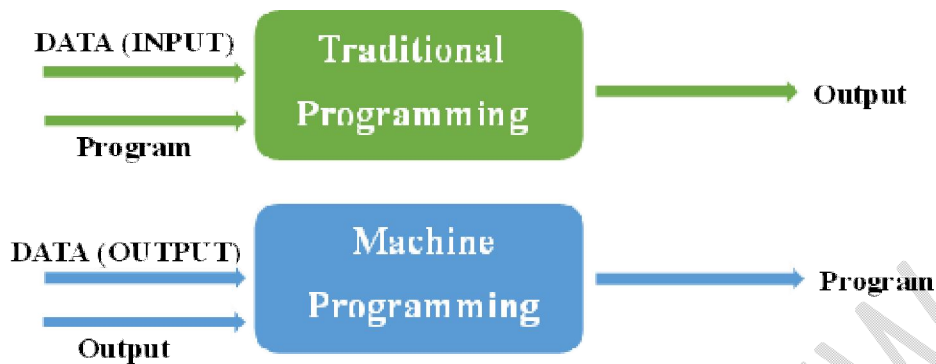 DATA (INPUT)
Program
Traditional
Programming
Output
DATA (OUTPUT)
Output
Machine
Programming
Program